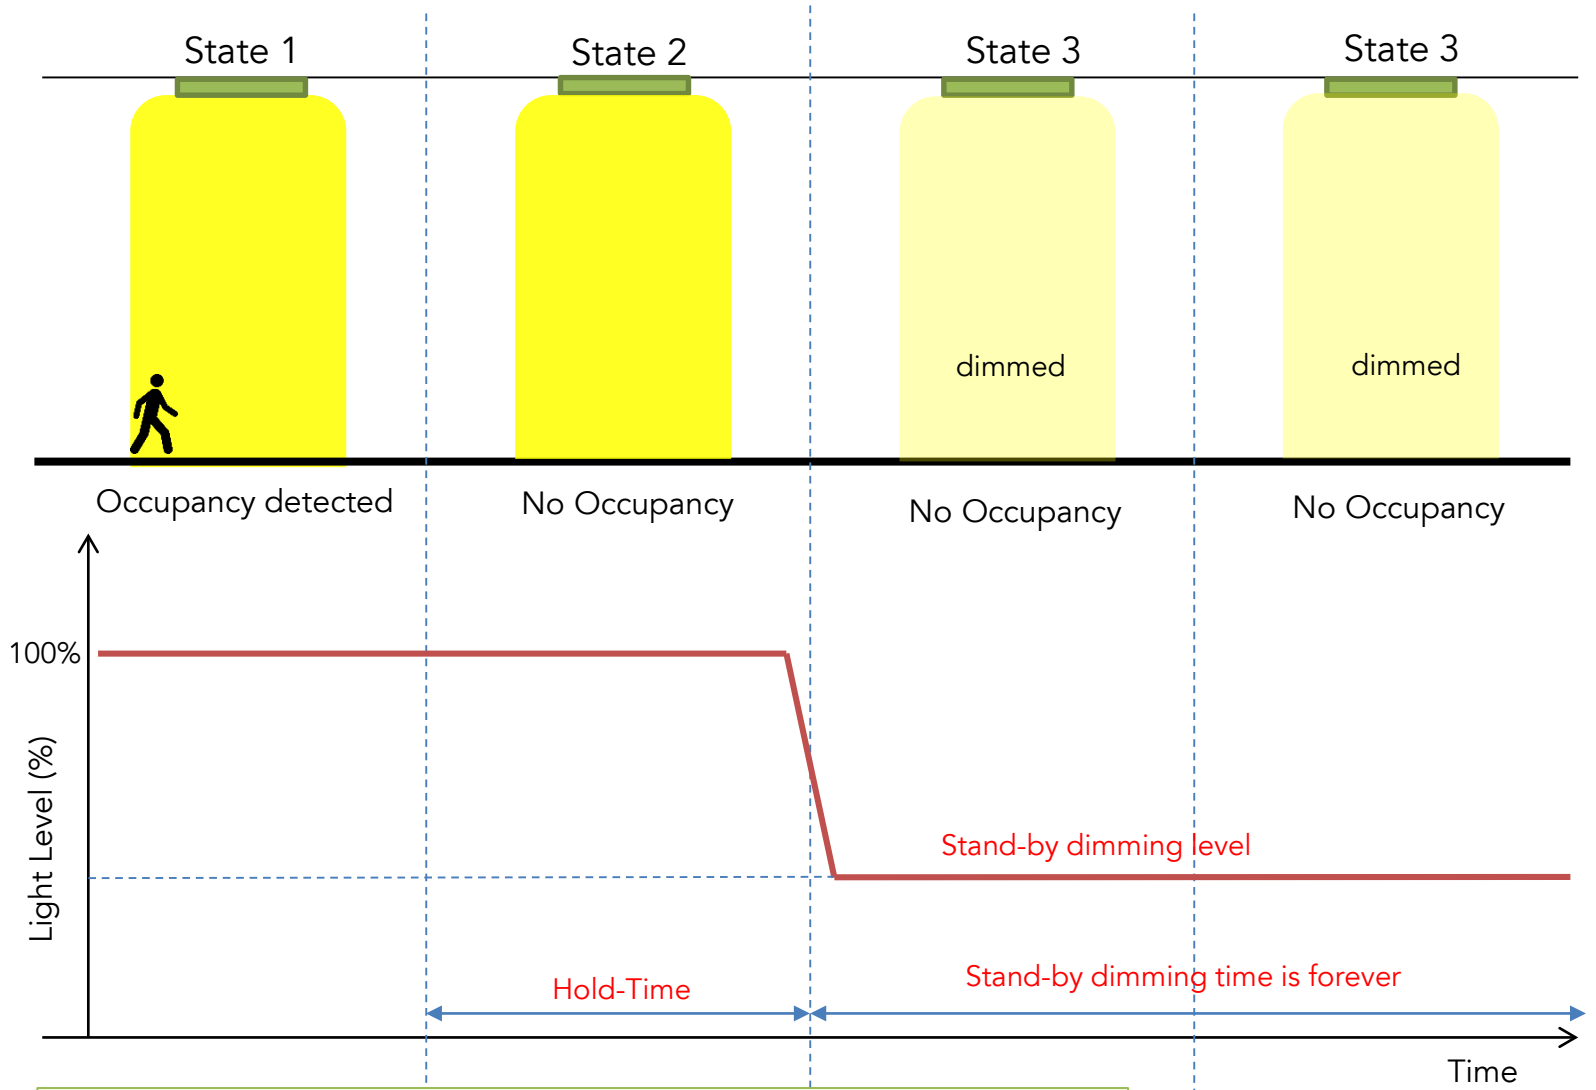 State 1
State 2
State 3
State 3
dimmed
dimmed
Occupancy detected
No Occupancy
No Occupancy
No Occupancy
100%
Light Level (%)
Stand-by dimming level
Hold-Time
Stand-by dimming time is forever
Time